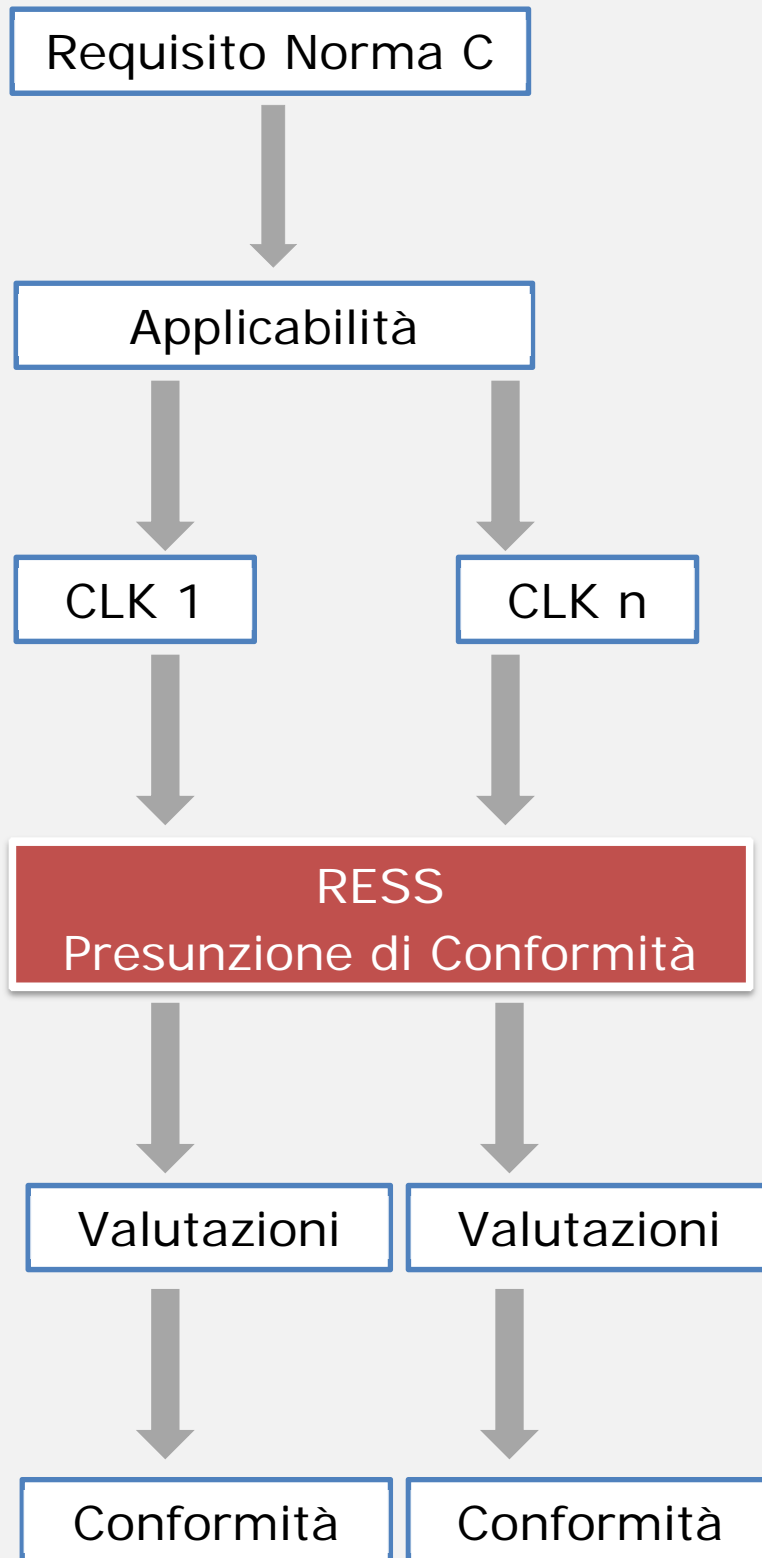 Requisito Norma C
Applicabilità
CLK 1
CLK n
RESS
Presunzione di Conformità
Valutazioni
Valutazioni
Conformità
Conformità